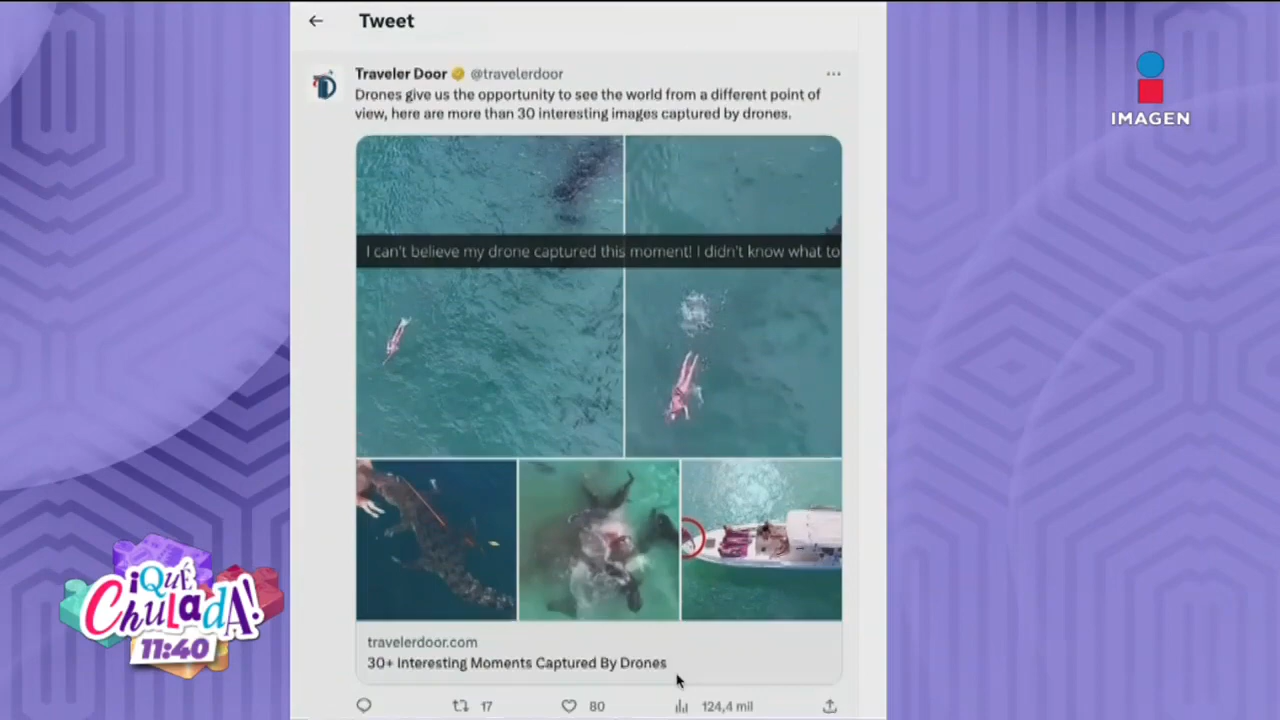 Tweet
Traveler Door @travelerdoor
Drones give us the opportunity to see the world from a different point of
view, here are more than 30 interesting images captured by drones.
I can't believe my drone captured this moment! I didn't know what to
travelerdoor.com
30+ Interesting Moments Captured By Drones
17 80 124,4 mil
IMAGEN
¡QUÉ
ChuLadA!
11:40